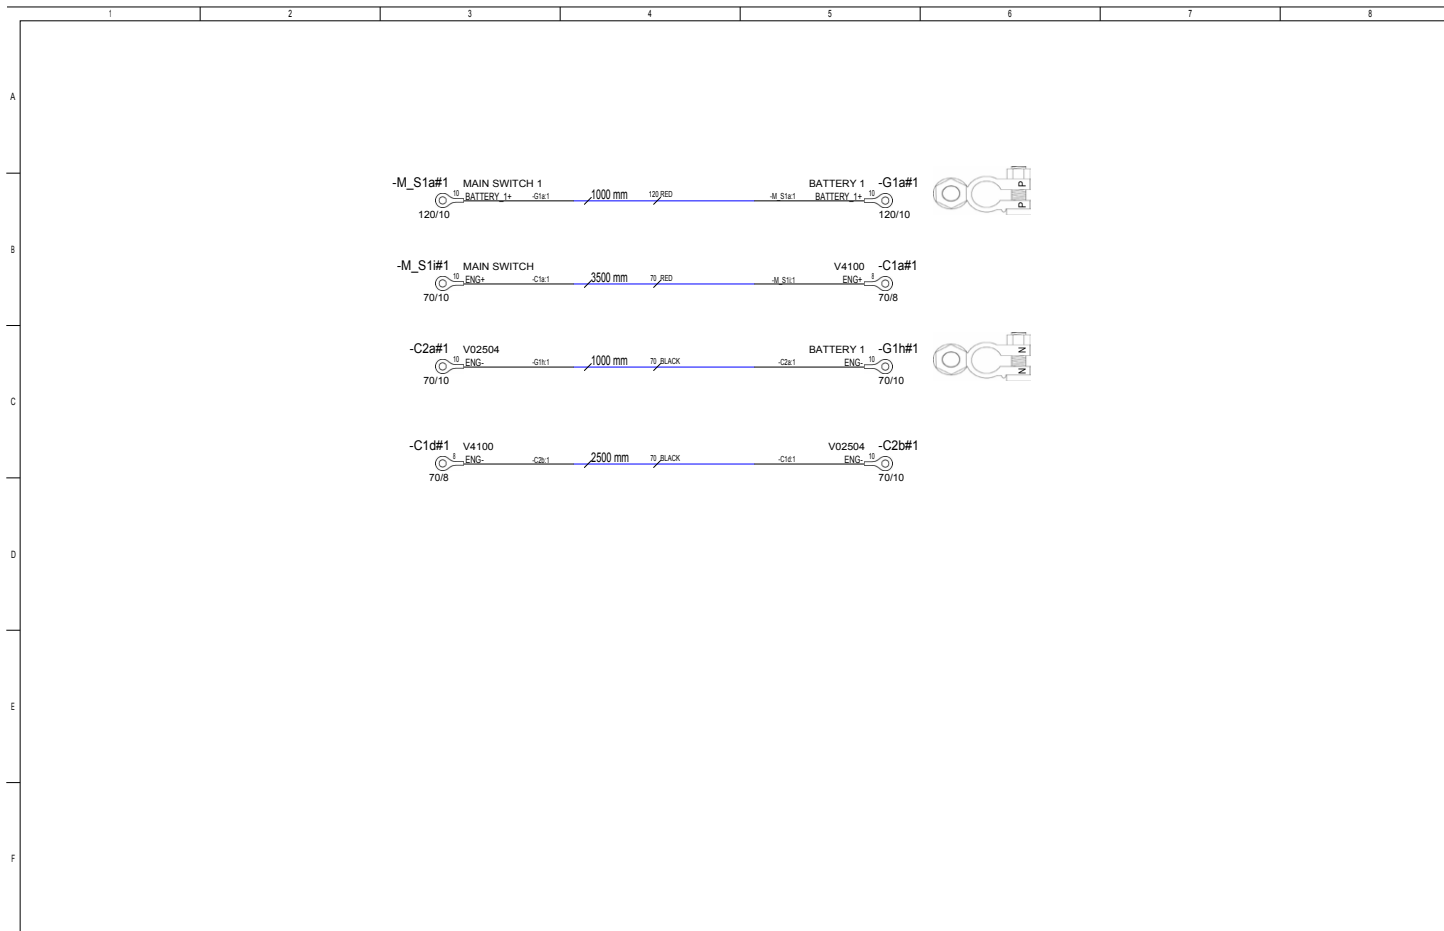 1 2 3 4 5 6 7 8
A
-M_S1a#1 MAIN SWITCH 1 BATTERY 1 -G1a#1
10 BATTERY_1+ -G1a:1 1000 mm 120 RED -M_S1a:1 BATTERY_1+ 10 P P
120/10 120/10
B
-M_S1i#1 MAIN SWITCH V4100 -C1a#1
10 ENG+ -C1a:1 3500 mm 70 RED -M_S1i:1 ENG+ 8
70/10 70/8
-C2a#1 V02504 BATTERY 1 -G1h#1
10 ENG- -G1h:1 1000 mm 70 BLACK -C2a:1 ENG- 10 N N
70/10 70/10
C
-C1d#1 V4100 V02504 -C2b#1
8 ENG- -C2b:1 2500 mm 70 BLACK -C1d:1 ENG- 10
70/8 70/10
D
E
F